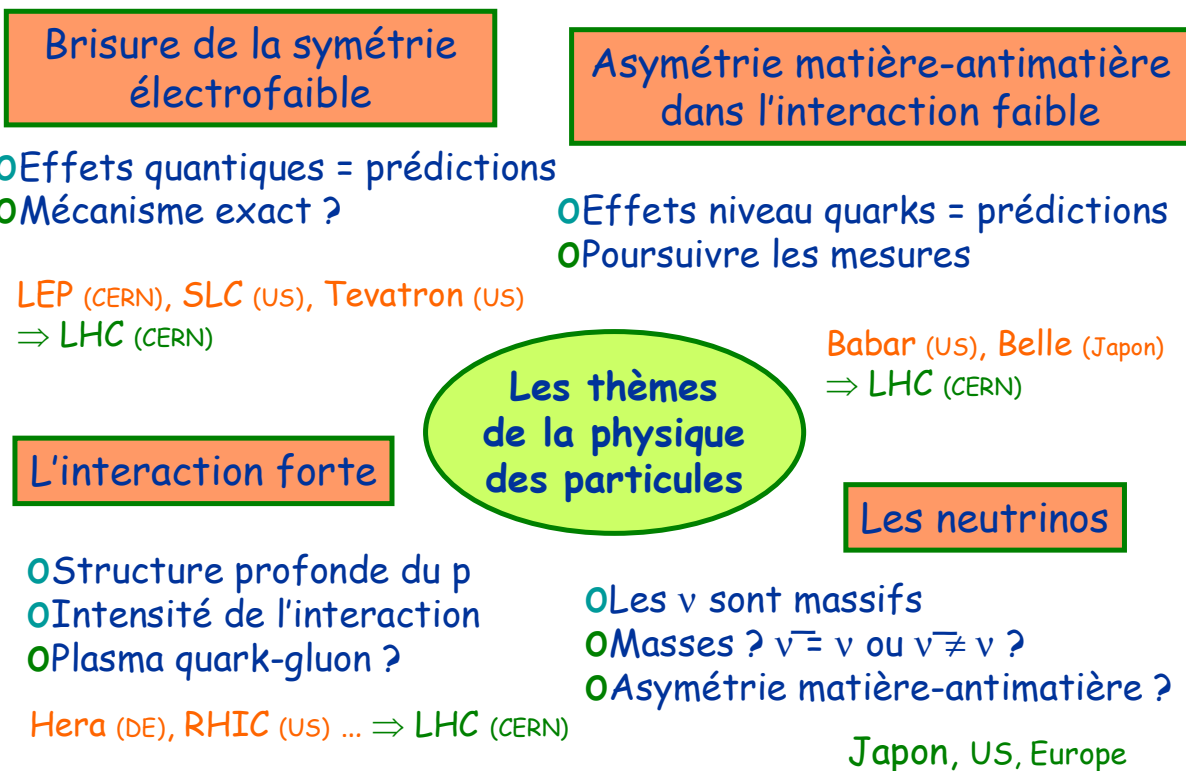 Brisure de la symétrie
électrofaible
oEffets quantiques = prédictions
oMécanisme exact ?
LEP (CERN), SLC (US), Tevatron (US)
⇒ LHC (CERN)
Asymétrie matière-antimatière
dans l'interaction faible
oEffets niveau quarks = prédictions
oPoursuivre les mesures
Babar (US), Belle (Japon)
⇒ LHC (CERN)
Les thèmes
de la physique
des particules
L'interaction forte
oStructure profonde du p
oIntensité de l'interaction
oPlasma quark-gluon ?
Hera (DE), RHIC (US) ... ⇒ LHC (CERN)
Les neutrinos
oLes ν sont massifs
oMasses ? ν̅ = ν ou ν̅ ≠ ν ?
oAsymétrie matière-antimatière ?
Japon, US, Europe